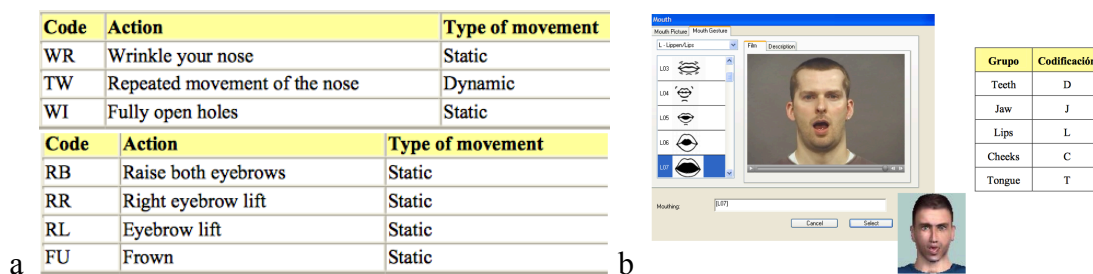 Code Action Type of movement
WR Wrinkle your nose Static
TW Repeated movement of the nose Dynamic
WI Fully open holes Static
Code Action Type of movement
RB Raise both eyebrows Static
RR Right eyebrow lift Static
RL Eyebrow lift Static
FU Frown Static
a
Mouth
Mouth Picture Mouth Gesture
L - Lippen/Lips
Film Description
L03
L04
L05
L06
L07
Mouthing: [L07]
Cancel Select
b
Grupo Codificación
Teeth D
Jaw J
Lips L
Cheeks C
Tongue T